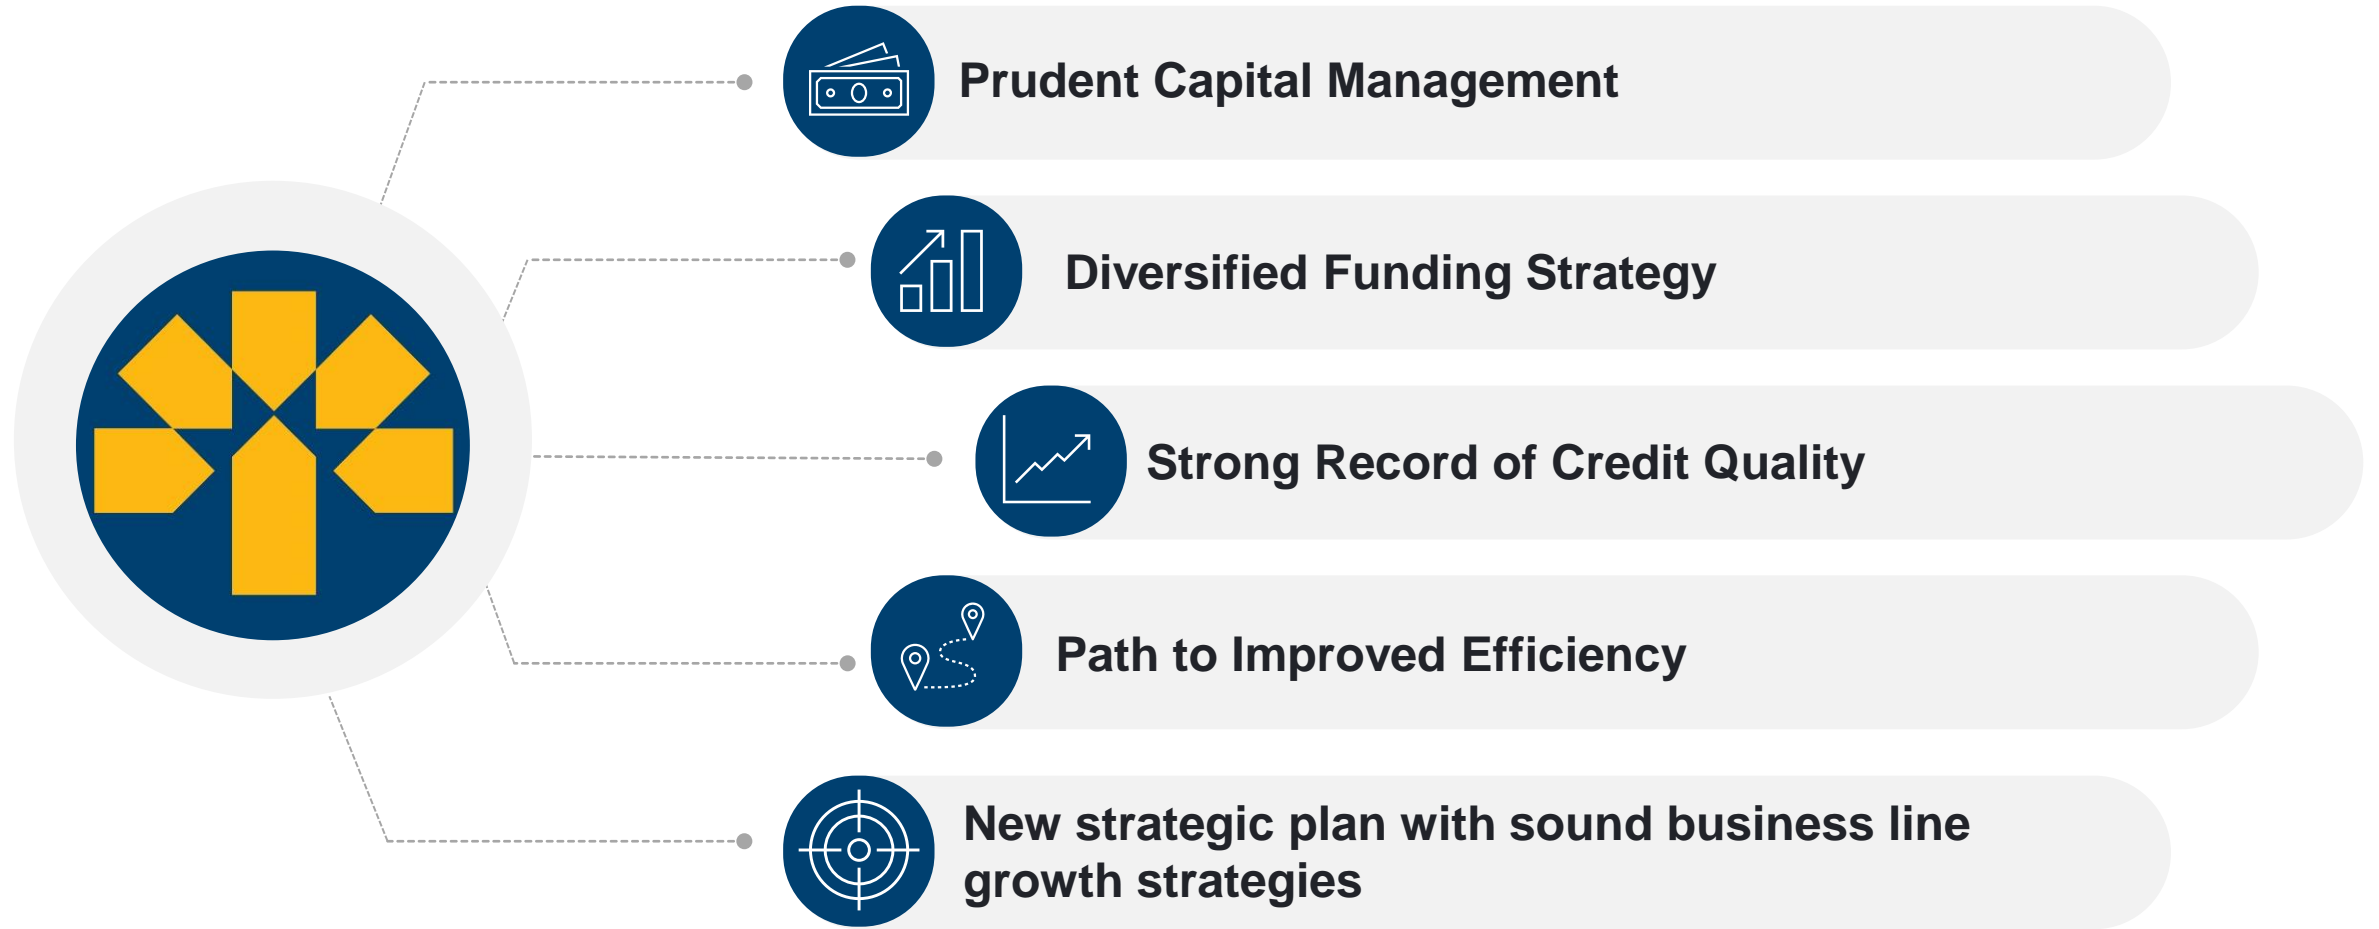 Prudent Capital Management
Diversified Funding Strategy
Strong Record of Credit Quality
Path to Improved Efficiency
New strategic plan with sound business line
growth strategies